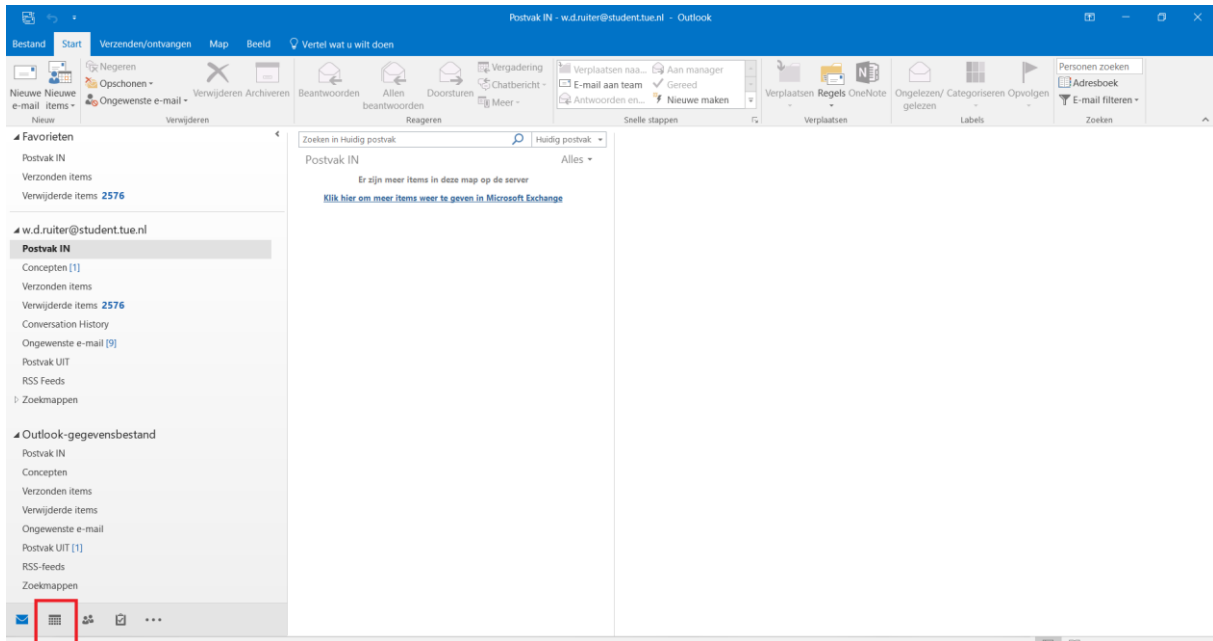 Postvak IN - w.d.ruiter@student.tue.nl - Outlook
Bestand Start Verzenden/ontvangen Map Beeld Vertel wat u wilt doen
Nieuwe e-mail
Nieuwe items
Nieuw
Negeren
Opschonen
Ongewenste e-mail
Verwijderen
Archiveren
Verwijderen
Beantwoorden
Allen beantwoorden
Doorsturen
Vergadering
Chatbericht
Meer
Reageren
Verplaatsen naa...
E-mail aan team
Antwoorden en...
Aan manager
Gereed
Nieuwe maken
Snelle stappen
Verplaatsen
Regels
OneNote
Verplaatsen
Ongelezen/ gelezen
Categoriseren
Opvolgen
Labels
Personen zoeken
Adresboek
E-mail filteren
Zoeken
Favorieten
Postvak IN
Verzonden items
Verwijderde items 2576
w.d.ruiter@student.tue.nl
Postvak IN
Concepten [1]
Verzonden items
Verwijderde items 2576
Conversation History
Ongewenste e-mail [9]
Postvak UIT
RSS Feeds
Zoekmappen
Outlook-gegevensbestand
Postvak IN
Concepten
Verzonden items
Verwijderde items
Ongewenste e-mail
Postvak UIT [1]
RSS-feeds
Zoekmappen
Zoeken in Huidig postvak
Huidig postvak
Postvak IN
Alles
Er zijn meer items in deze map op de server
Klik hier om meer items weer te geven in Microsoft Exchange